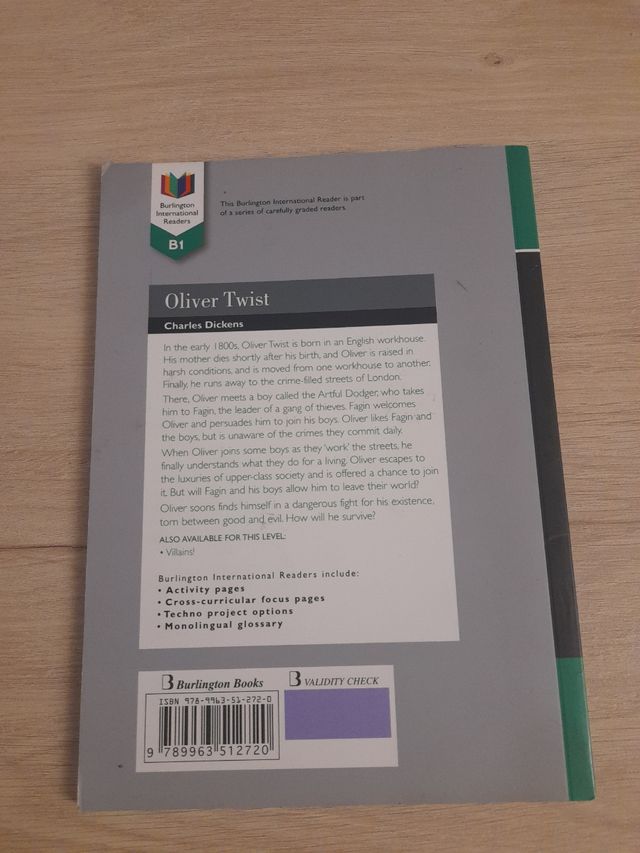 Burlington
International
Readers
B1
This Burlington International Reader is part
of a series of carefully graded readers.
Oliver Twist
Charles Dickens
In the early 1800s, Oliver Twist is born in an English workhouse.
His mother dies shortly after his birth, and Oliver is raised in
harsh conditions, and is moved from one workhouse to another.
Finally, he runs away to the crime-filled streets of London.
There, Oliver meets a boy called the Artful Dodger, who takes
him to Fagin, the leader of a gang of thieves. Fagin welcomes
Oliver and persuades him to join his boys. Oliver likes Fagin and
the boys, but is unaware of the crimes they commit daily.
When Oliver joins some boys as they 'work' the streets, he
finally understands what they do for a living. Oliver escapes to
the luxuries of upper-class society and is offered a chance to join
it. But will Fagin and his boys allow him to leave their world?
Oliver soons finds himself in a dangerous fight for his existence,
torn between good and evil. How will he survive?
ALSO AVAILABLE FOR THIS LEVEL:
• Villains!
Burlington International Readers include:
• Activity pages
• Cross-curricular focus pages
• Techno project options
• Monolingual glossary
B Burlington Books
B VALIDITY CHECK
ISBN 978-9963-51-272-0
9 789963 512720